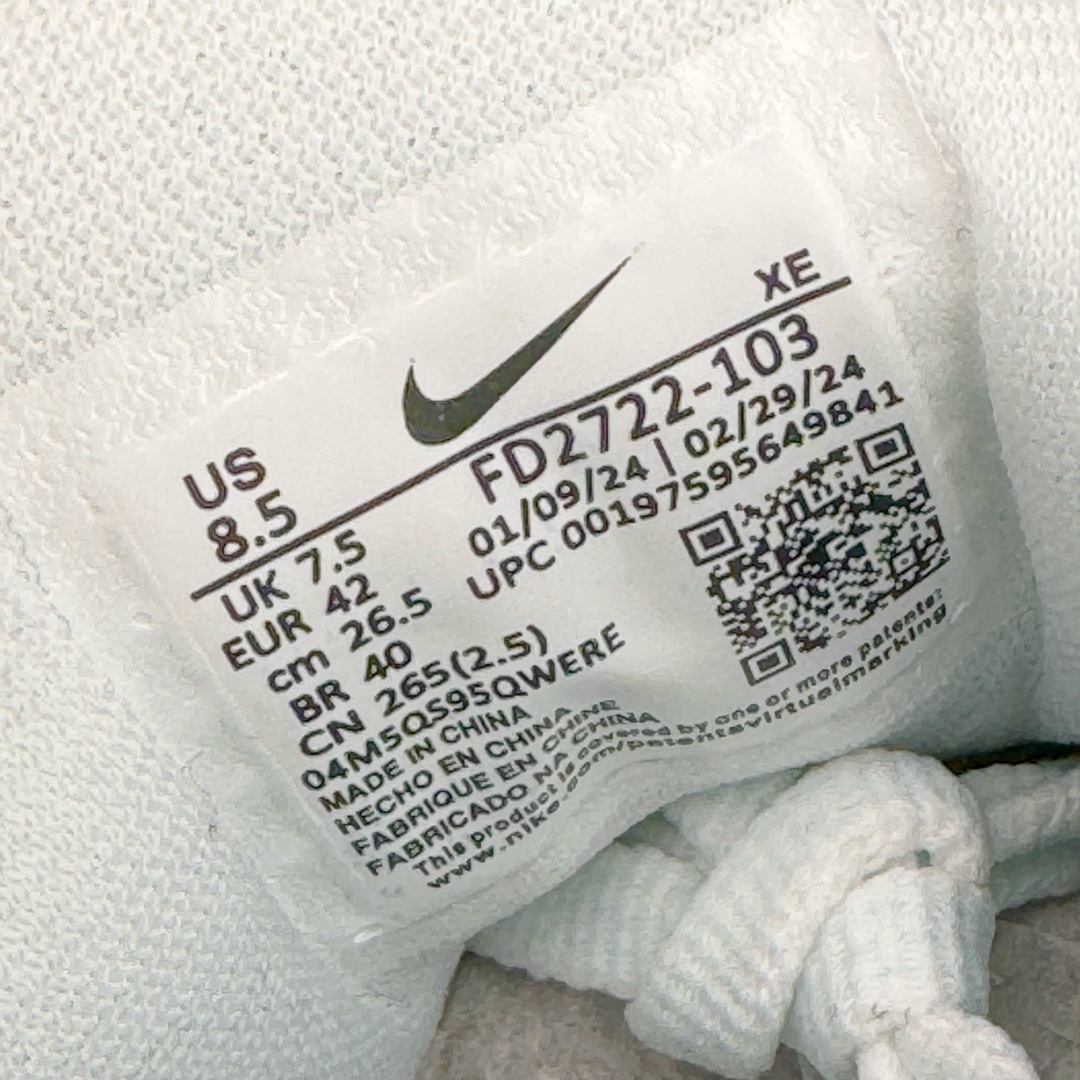 XE
US
8.5
FD2722-103
01/09/24 | 02/29/24
UPC 00197595649841
UK 7.5
EUR 42
cm 26.5
BR 40
CN 265(2.5)
04M5QS95QWERE
MADE IN CHINA
HECHO EN CHINA
FABRIQUE EN CHINE
FABRICADO NA CHINA
This product is covered by one or more patents:
www.nike.com/patentsvirtualmarking